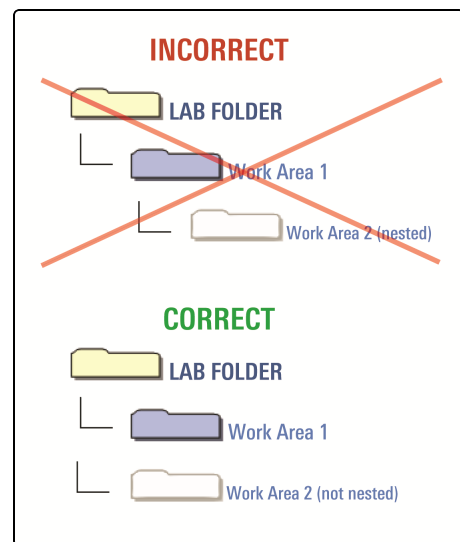 INCORRECT
LAB FOLDER
Work Area 1
Work Area 2 (nested)
CORRECT
LAB FOLDER
Work Area 1
Work Area 2 (not nested)